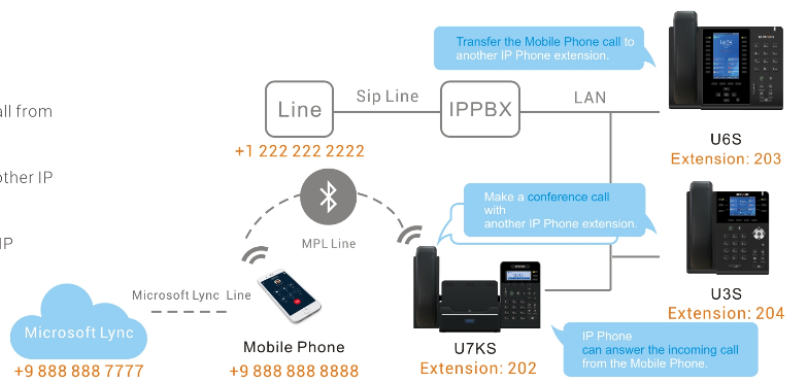 Transfer the Mobile Phone call to
another IP Phone extension.
all from
other IP
IP
Line
Sip Line
IPPBX
LAN
+1 222 222 2222
U6S
Extension: 203
Make a conference call
with
another IP Phone extension.
MPL Line
Microsoft Lync Line
Microsoft Lync
+9 888 888 7777
Mobile Phone
+9 888 888 8888
U7KS
Extension: 202
U3S
Extension: 204
IP Phone
can answer the incoming call
from the Mobile Phone.